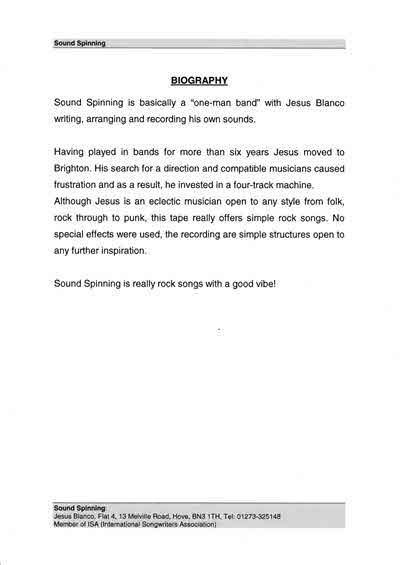 Sound Spinning
BIOGRAPHY
Sound Spinning is basically a “one-man band” with Jesus Blanco
writing, arranging and recording his own sounds.
Having played in bands for more than six years Jesus moved to
Brighton. His search for a direction and compatible musicians caused
frustration and as a result, he invested in a four-track machine.
Although Jesus is an eclectic musician open to any style from folk,
rock through to punk, this tape really offers simple rock songs. No
special effects were used, the recording are simple structures open to
any further inspiration.
Sound Spinning is really rock songs with a good vibe!
Sound Spinning:
Jesus Blanco, Flat 4, 13 Melville Road, Hove, BN3 1TH, Tel: 01273-325148
Member of ISA (International Songwriters Association)